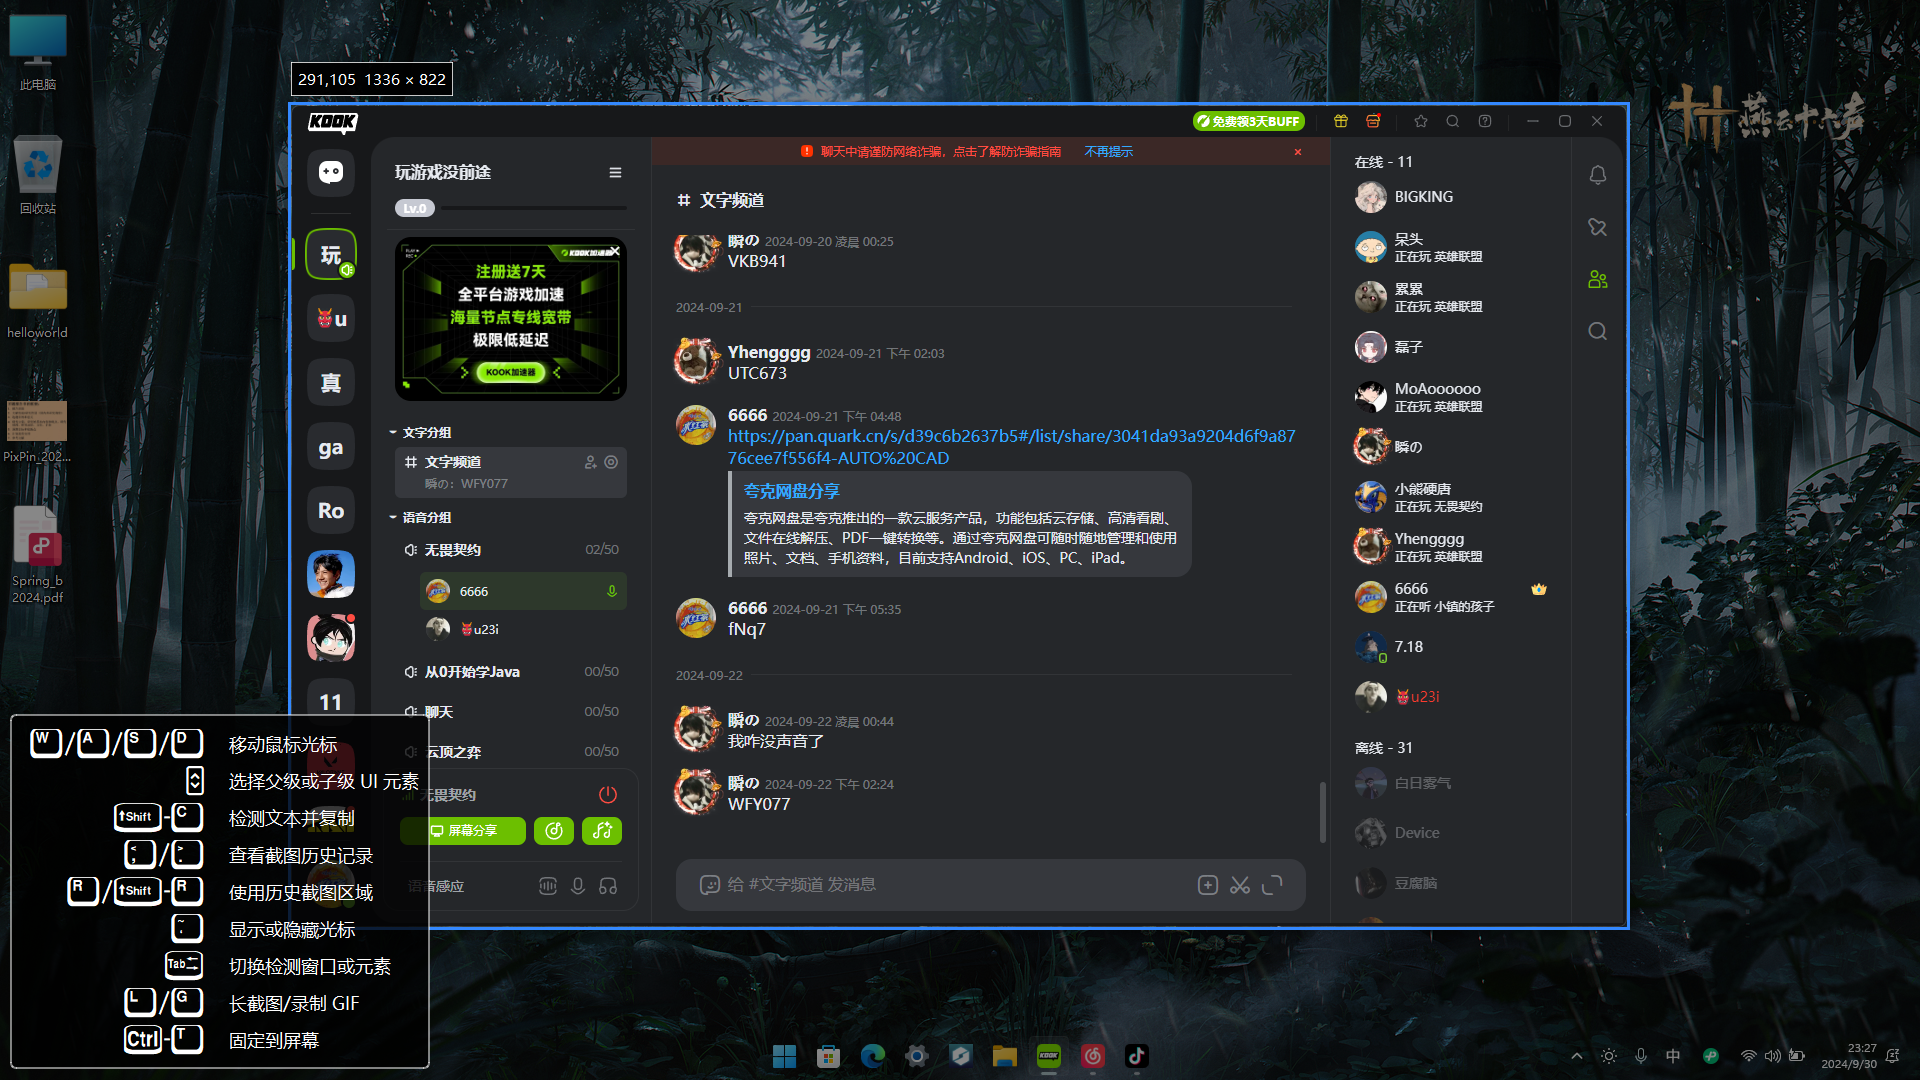 此电脑
回收站
helloworld
PixPin_202...
Spring_b
2024.pdf
291,105 1336 × 822
燕云十六声
KOOK
免费领3天BUFF
玩
u
真
ga
Ro
11
玩游戏没前途
Lv.0
KOOK加速器
注册送7天
全平台游戏加速
海量节点专线宽带
极限低延迟
KOOK加速器
文字分组
文字频道
瞬の：WFY077
语音分组
无畏契约 02/50
6666
u23i
从0开始学Java 00/50
聊天 00/50
云顶之弈 00/50
无畏契约
屏幕分享
语音感应
聊天中请谨防网络诈骗，点击了解防诈骗指南 不再提示
# 文字频道
瞬の 2024-09-20 凌晨 00:25
VKB941
2024-09-21
Yhengggg 2024-09-21 下午 02:03
UTC673
6666 2024-09-21 下午 04:48
https://pan.quark.cn/s/d39c6b2637b5#/list/share/3041da93a9204d6f9a87
76cee7f556f4-AUTO%20CAD
夸克网盘分享
夸克网盘是夸克推出的一款云服务产品，功能包括云存储、高清看剧、
文件在线解压、PDF一键转换等。通过夸克网盘可随时随地管理和使用
照片、文档、手机资料，目前支持Android、iOS、PC、iPad。
6666 2024-09-21 下午 05:35
fNq7
2024-09-22
瞬の 2024-09-22 凌晨 00:44
我咋没声音了
瞬の 2024-09-22 下午 02:24
WFY077
给 #文字频道 发消息
在线 - 11
BIGKING
呆头
正在玩 英雄联盟
累累
正在玩 英雄联盟
磊子
MoAoooooo
正在玩 英雄联盟
瞬の
小熊硬唐
正在玩 无畏契约
Yhengggg
正在玩 英雄联盟
6666
正在听 小镇的孩子
7.18
u23i
离线 - 31
白日雾气
Device
豆腐脑
W/A/S/D 移动鼠标光标
选择父级或子级 UI 元素
Shift-C 检测文本并复制
</> 查看截图历史记录
R/Shift-R 使用历史截图区域
显示或隐藏光标
Tab 切换检测窗口或元素
L/G 长截图/录制 GIF
Ctrl-T 固定到屏幕
KOOK
中
23:27
2024/9/30